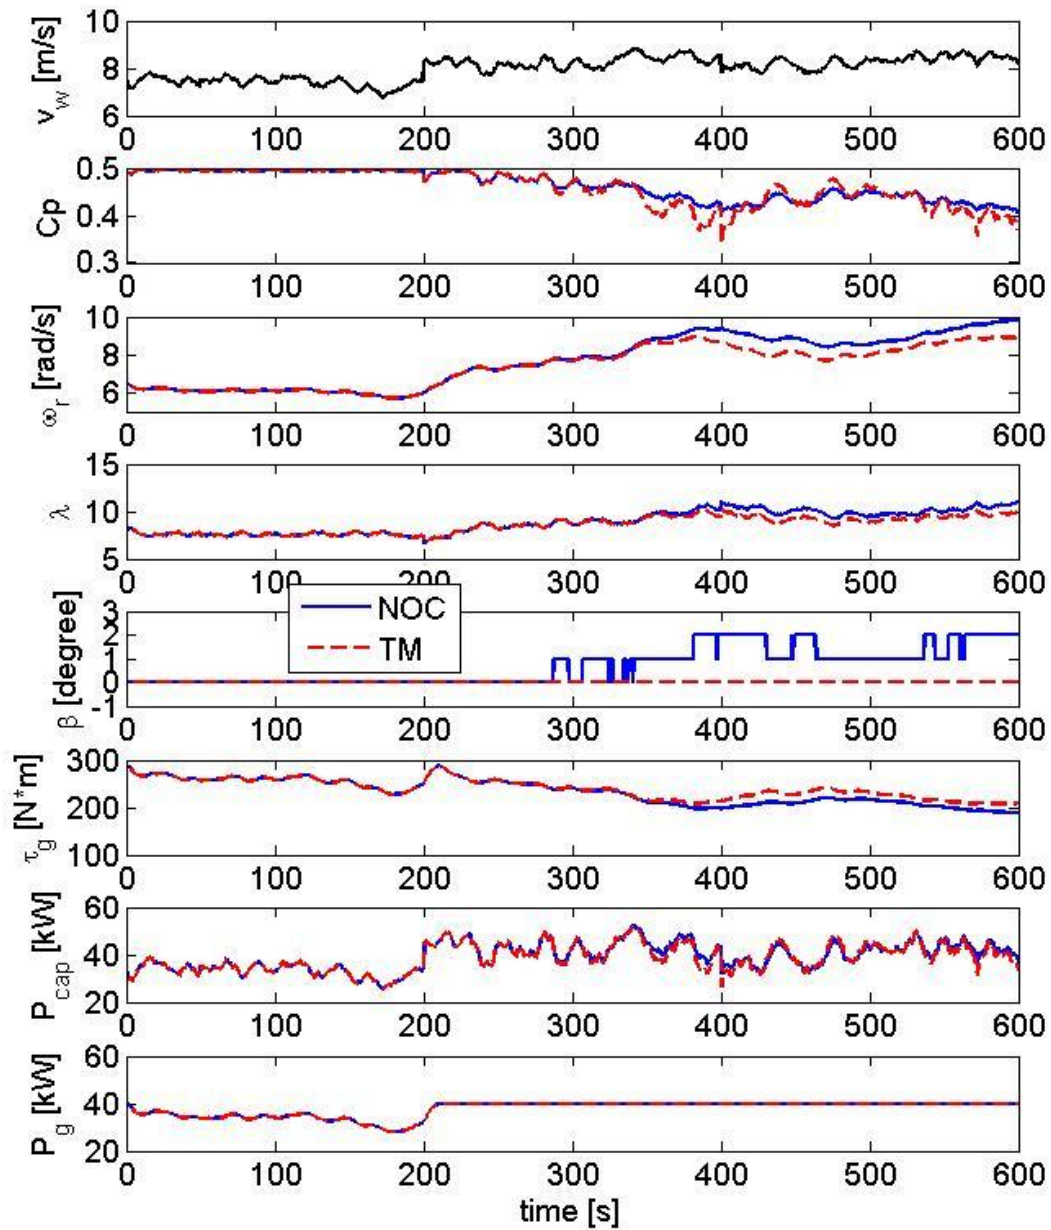 v_w [m/s]
10
8
6
0 100 200 300 400 500 600
Cp
0.5
0.4
0.3
0 100 200 300 400 500 600
ω_r [rad/s]
10
8
6
0 100 200 300 400 500 600
λ
15
10
5
0 100 200 300 400 500 600
β [degree]
3
2
1
0
-1
NOC
TM
0 100 200 300 400 500 600
τ_g [N*m]
300
200
100
0 100 200 300 400 500 600
P_cap [kW]
60
40
20
0 100 200 300 400 500 600
P_g [kW]
60
40
20
0 100 200 300 400 500 600
time [s]